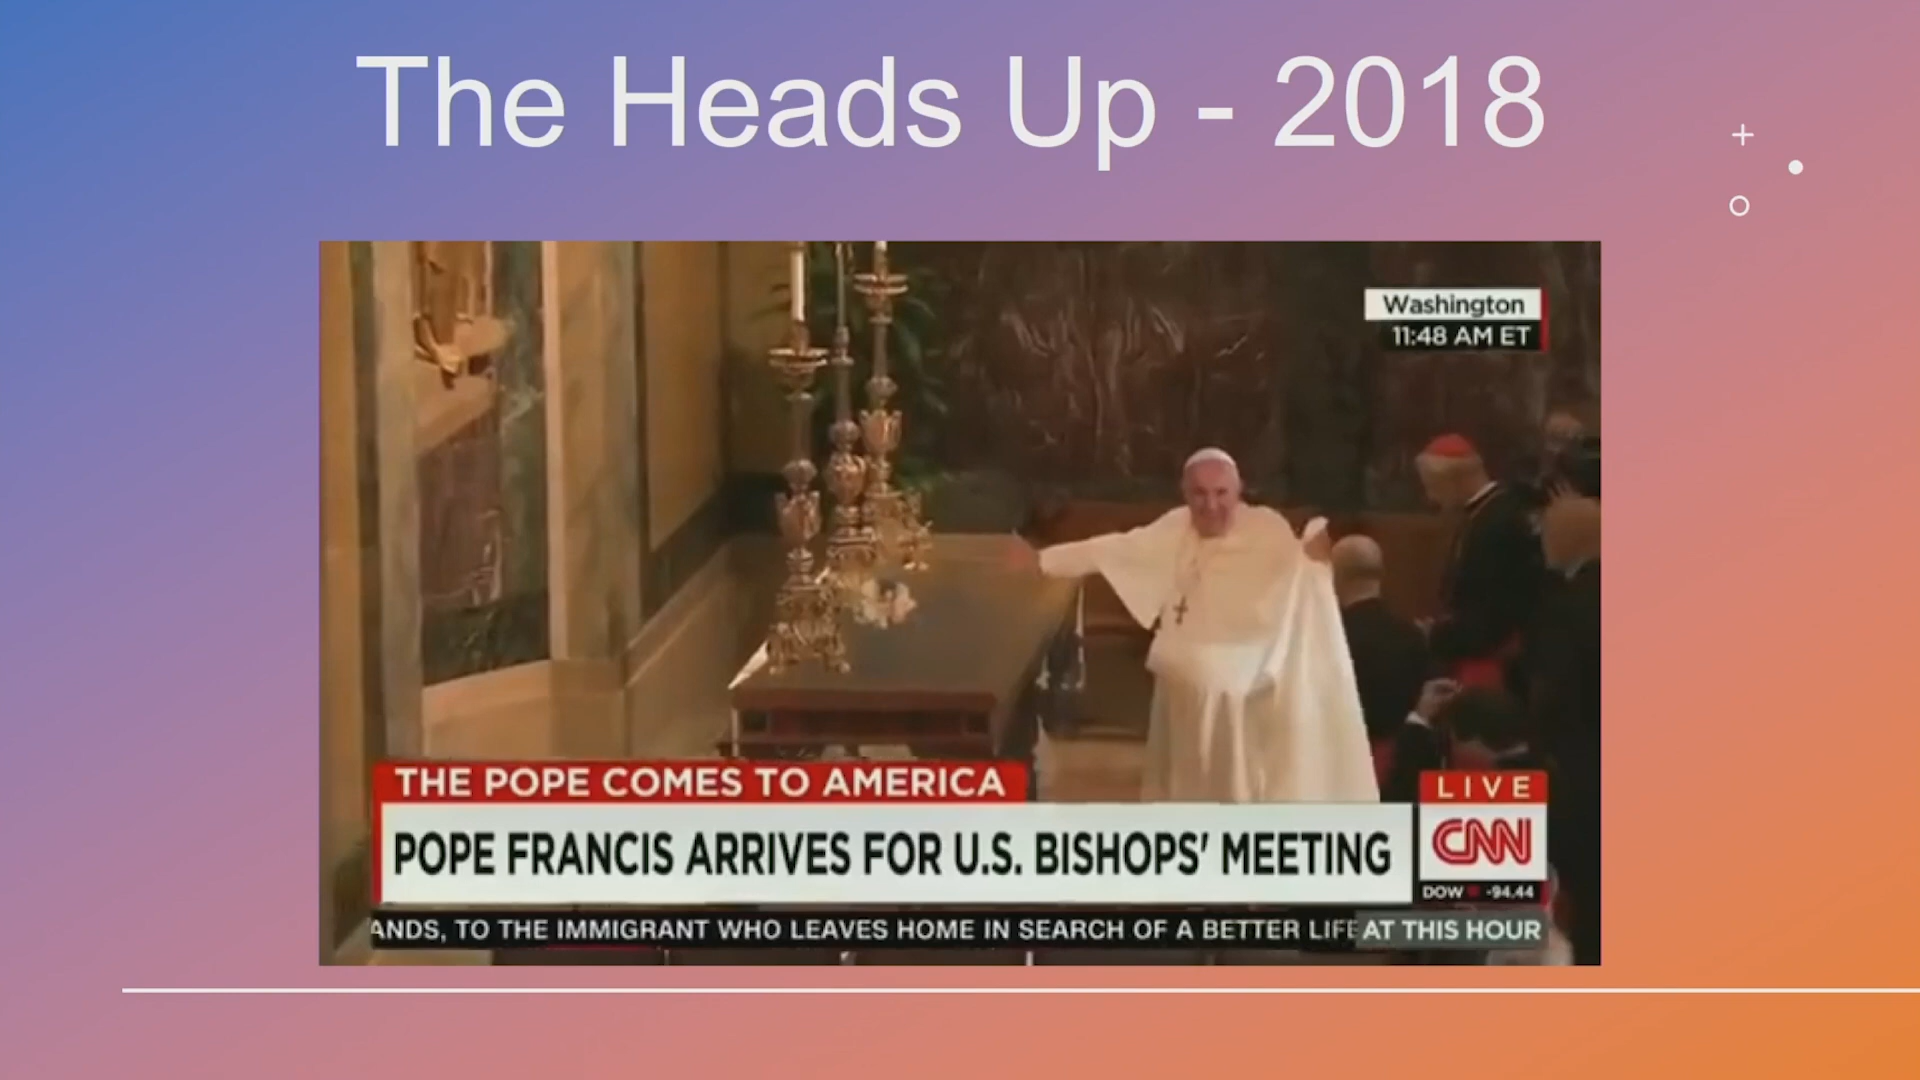 The Heads Up - 2018
Washington
11:48 AM ET
THE POPE COMES TO AMERICA
POPE FRANCIS ARRIVES FOR U.S. BISHOPS' MEETING
LIVE
CNN
DOW -94.44
ANDS, TO THE IMMIGRANT WHO LEAVES HOME IN SEARCH OF A BETTER LIFE
AT THIS HOUR